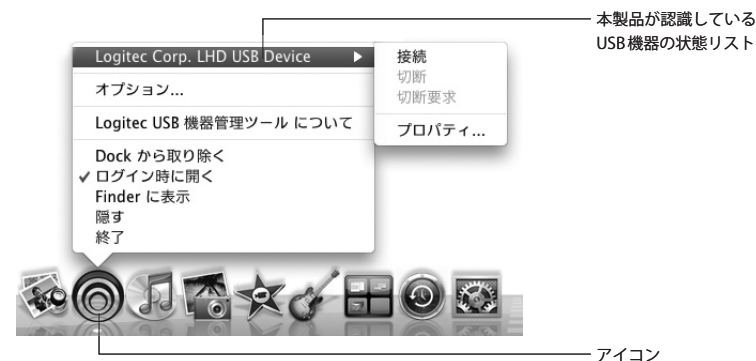 本製品が認識している
USB機器の状態リスト
Logitec Corp. LHD USB Device
接続
切断
切断要求
プロパティ...
オプション...
Logitec USB 機器管理ツール について
Dock から取り除く
✓ ログイン時に開く
Finder に表示
隠す
終了
アイコン